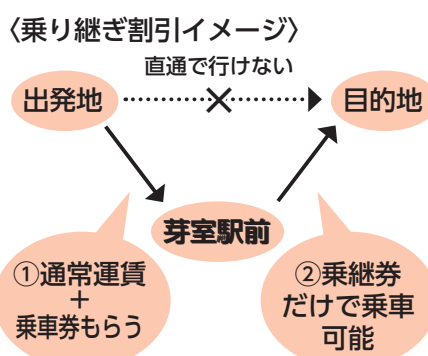 〈乗り継ぎ割引イメージ〉
直通で行けない
出発地
目的地
芽室駅前
①通常運賃
+
乗車券もらう
②乗継券
だけで乗車
可能